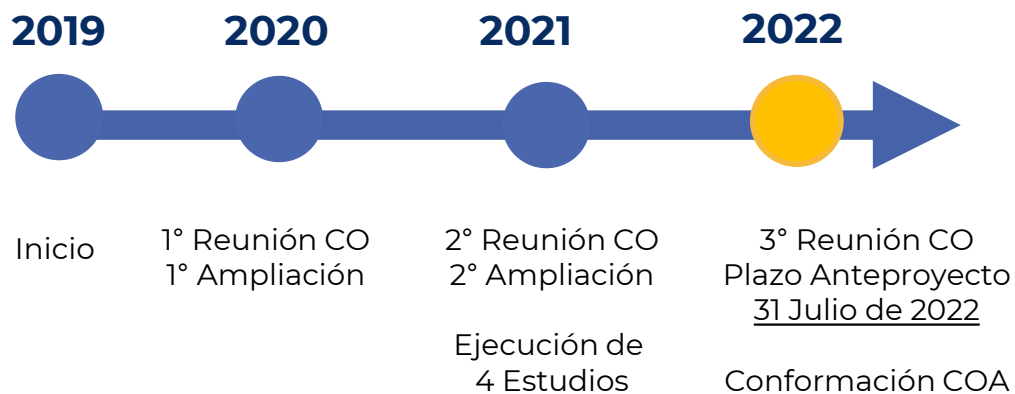 2019
2020
2021
2022
Inicio
1° Reunión CO
1° Ampliación
2° Reunión CO
2° Ampliación
Ejecución de
4 Estudios
3° Reunión CO
Plazo Anteproyecto
31 Julio de 2022
Conformación COA